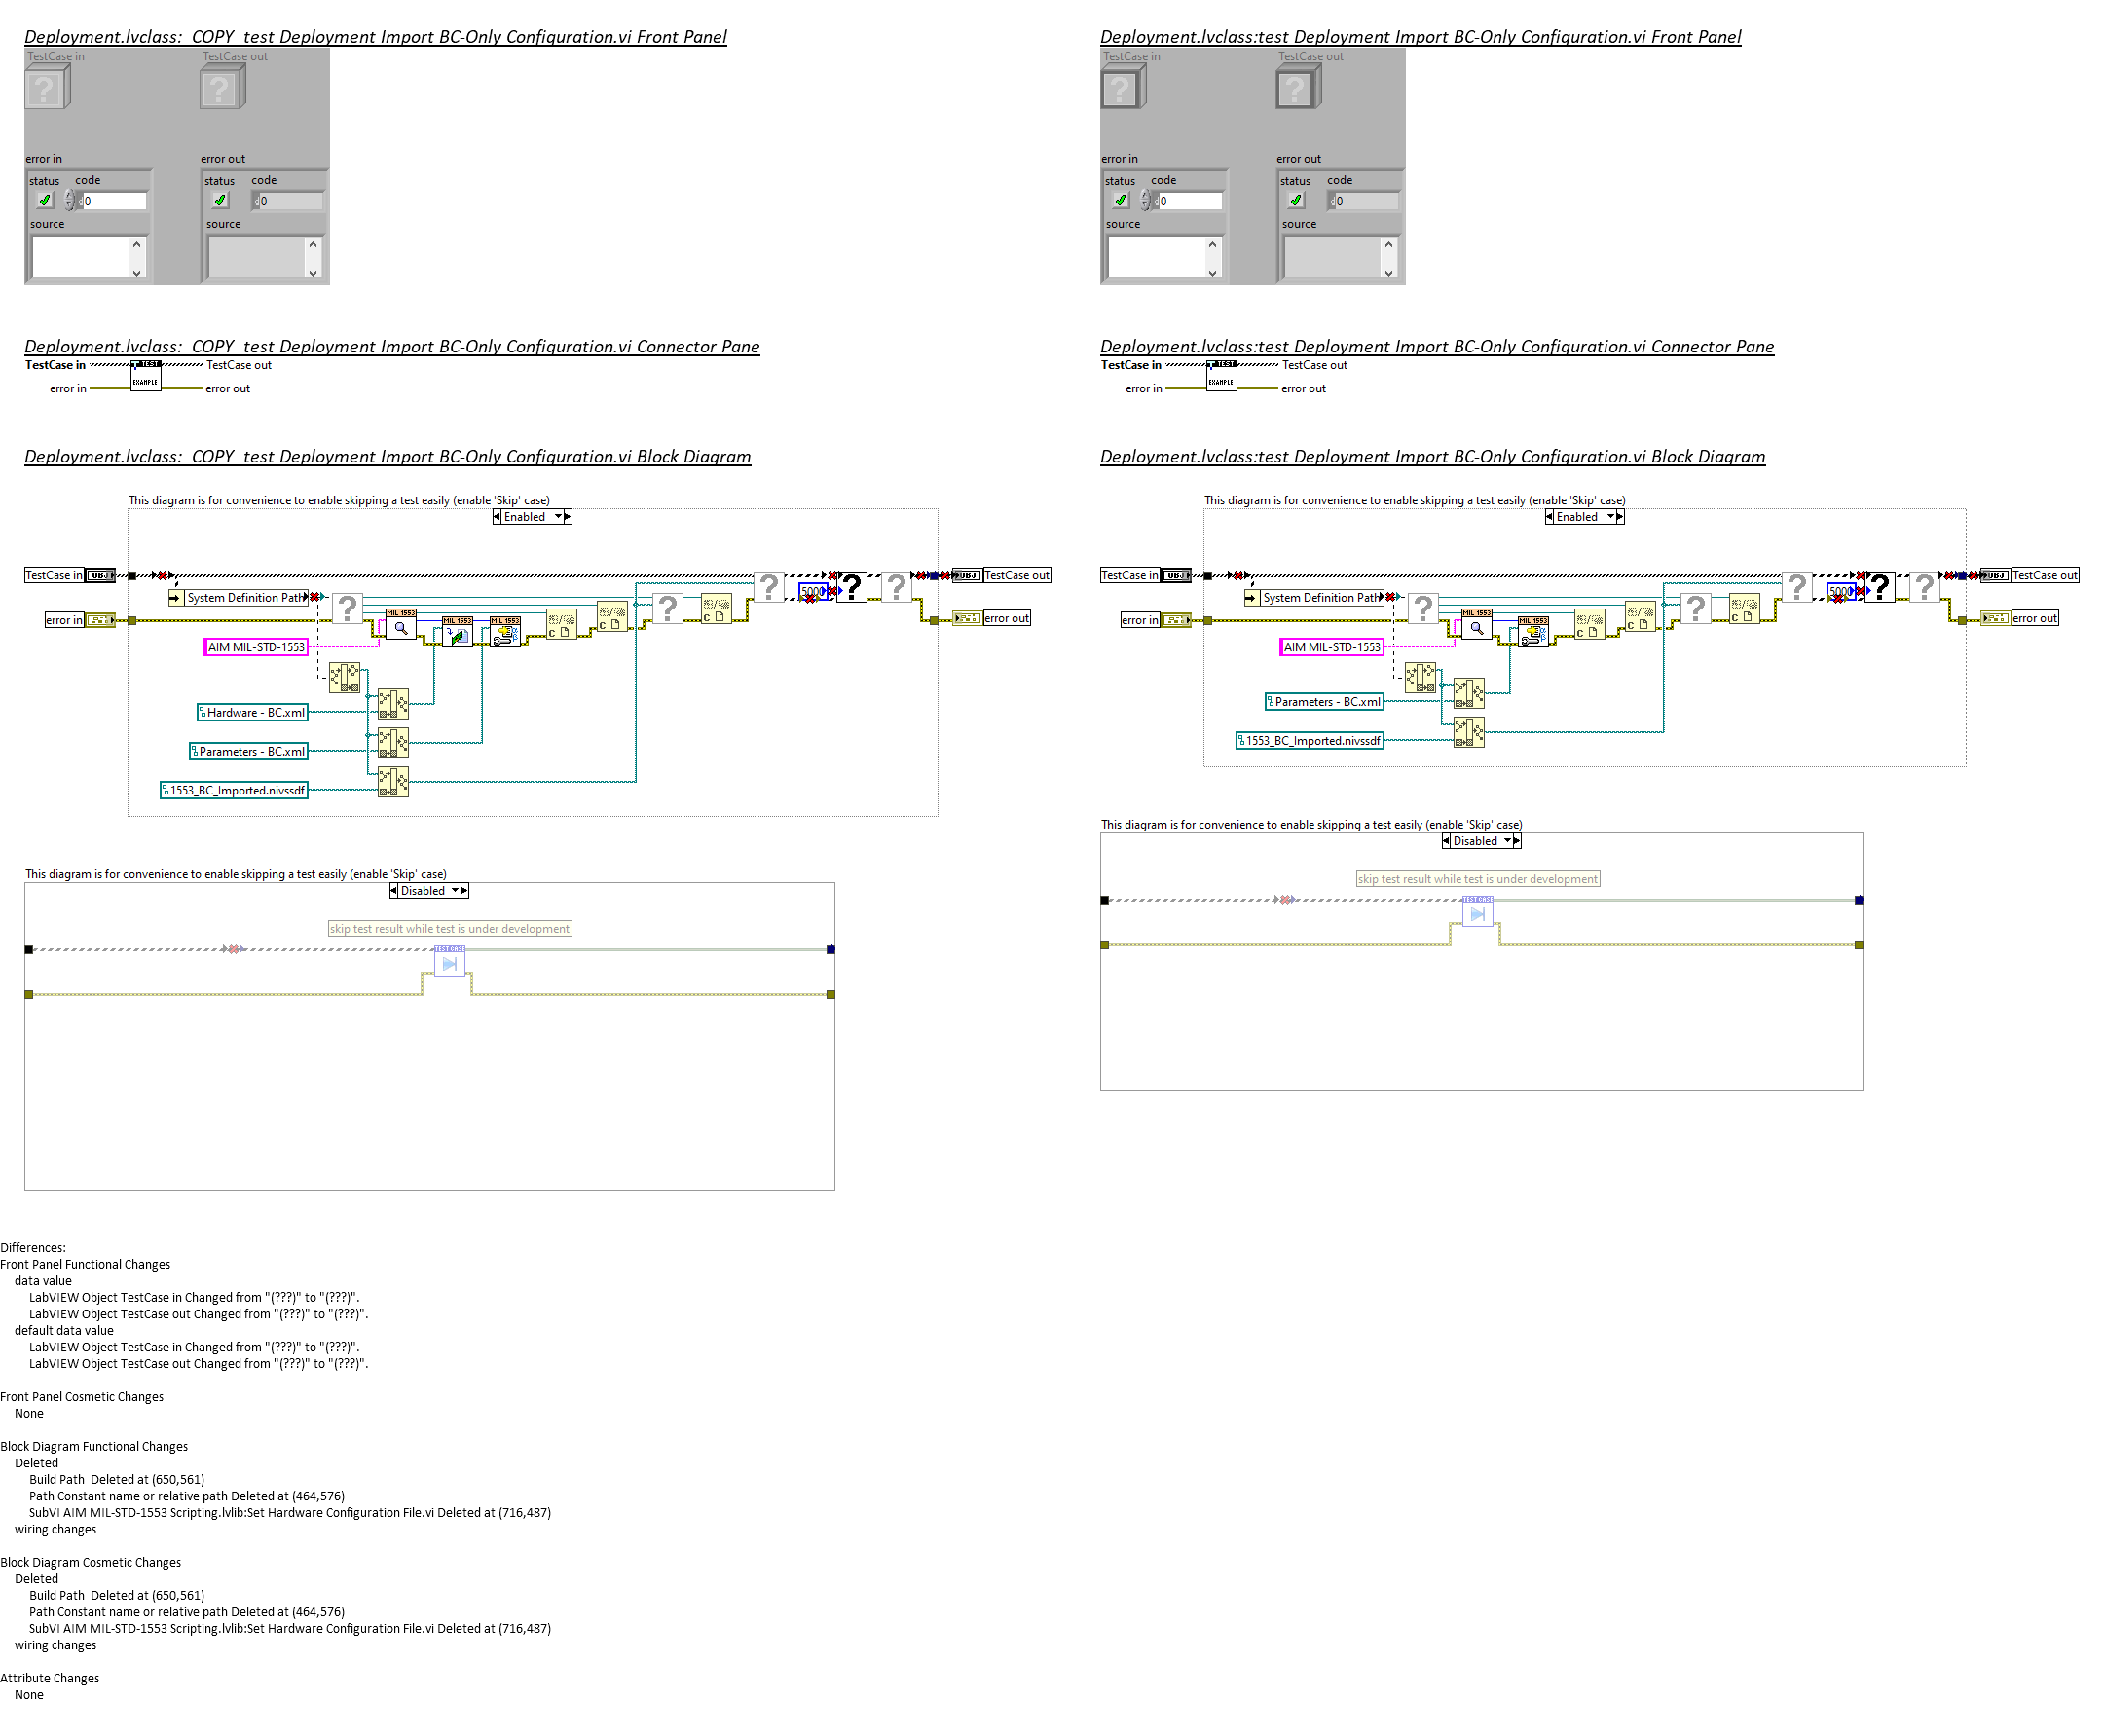 Deployment.lvclass:  COPY  test Deployment Import BC-Only Configuration.vi Front Panel
TestCase in
TestCase out
error in
error out
status
code
status
code
0
0
source
source
Deployment.lvclass:  COPY  test Deployment Import BC-Only Configuration.vi Connector Pane
TestCase in
TEST
TestCase out
error in
EXAMPLE
error out
Deployment.lvclass:  COPY  test Deployment Import BC-Only Configuration.vi Block Diagram
This diagram is for convenience to enable skipping a test easily (enable 'Skip' case)
Enabled
TestCase in
OBJ
OBJ
TestCase out
5000
System Definition Path
error in
MIL 1553
MIL 1553
MIL 1553
error out
AIM MIL-STD-1553
Hardware - BC.xml
Parameters - BC.xml
1553_BC_Imported.nivssdf
This diagram is for convenience to enable skipping a test easily (enable 'Skip' case)
Disabled
skip test result while test is under development
TEST CASE
Deployment.lvclass:test Deployment Import BC-Only Configuration.vi Front Panel
TestCase in
TestCase out
error in
error out
status
code
status
code
0
0
source
source
Deployment.lvclass:test Deployment Import BC-Only Configuration.vi Connector Pane
TestCase in
TEST
TestCase out
error in
EXAMPLE
error out
Deployment.lvclass:test Deployment Import BC-Only Configuration.vi Block Diagram
This diagram is for convenience to enable skipping a test easily (enable 'Skip' case)
Enabled
TestCase in
OBJ
OBJ
TestCase out
5000
System Definition Path
error in
MIL 1553
MIL 1553
error out
AIM MIL-STD-1553
Parameters - BC.xml
1553_BC_Imported.nivssdf
This diagram is for convenience to enable skipping a test easily (enable 'Skip' case)
Disabled
skip test result while test is under development
TEST CASE
Differences:
Front Panel Functional Changes
data value
LabVIEW Object TestCase in Changed from "(???)" to "(???)".
LabVIEW Object TestCase out Changed from "(???)" to "(???)".
default data value
LabVIEW Object TestCase in Changed from "(???)" to "(???)".
LabVIEW Object TestCase out Changed from "(???)" to "(???)".
Front Panel Cosmetic Changes
None
Block Diagram Functional Changes
Deleted
Build Path  Deleted at (650,561)
Path Constant name or relative path Deleted at (464,576)
SubVI AIM MIL-STD-1553 Scripting.lvlib:Set Hardware Configuration File.vi Deleted at (716,487)
wiring changes
Block Diagram Cosmetic Changes
Deleted
Build Path  Deleted at (650,561)
Path Constant name or relative path Deleted at (464,576)
SubVI AIM MIL-STD-1553 Scripting.lvlib:Set Hardware Configuration File.vi Deleted at (716,487)
wiring changes
Attribute Changes
None